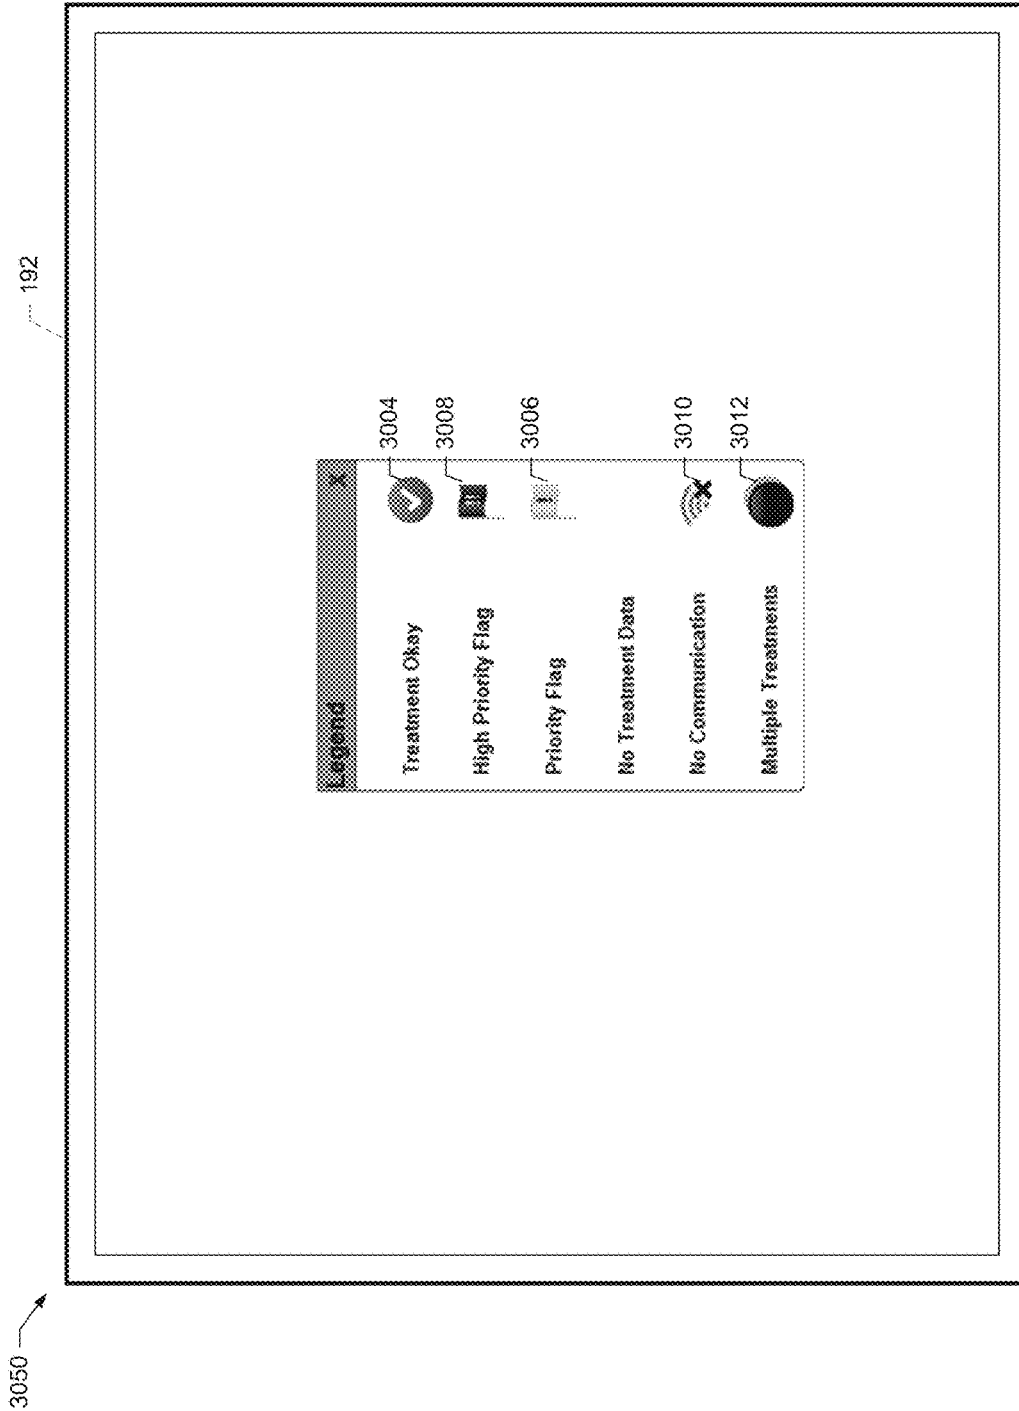 3050
192
Legend X
Treatment Okay
3004
High Priority Flag
!!
3008
Priority Flag
!
3006
No Treatment Data
No Communication
3010
Multiple Treatments
3012